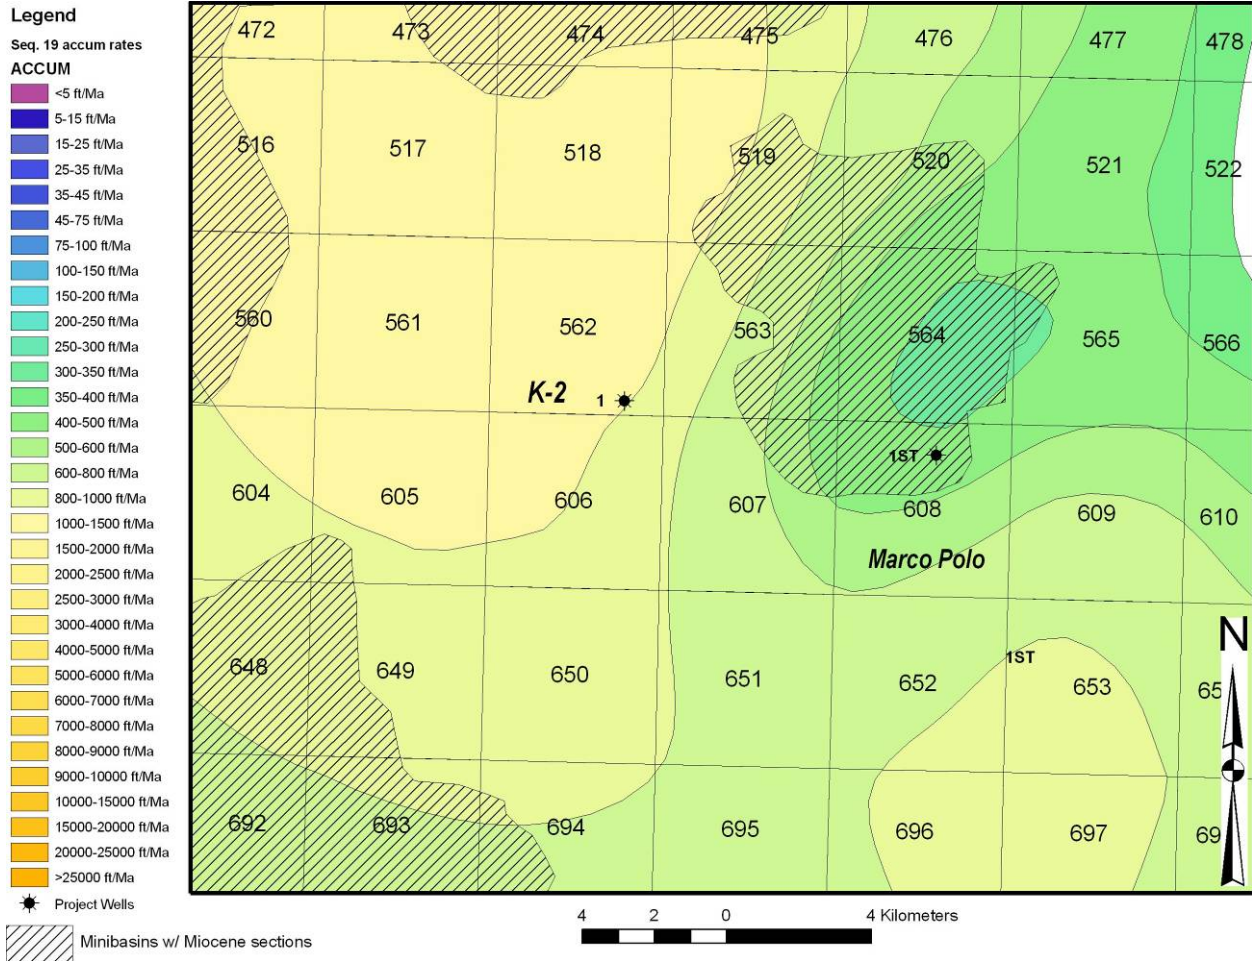 Legend
Seq. 19 accum rates
ACCUM
<5 ft/Ma
5-15 ft/Ma
15-25 ft/Ma
25-35 ft/Ma
35-45 ft/Ma
45-75 ft/Ma
75-100 ft/Ma
100-150 ft/Ma
150-200 ft/Ma
200-250 ft/Ma
250-300 ft/Ma
300-350 ft/Ma
350-400 ft/Ma
400-500 ft/Ma
500-600 ft/Ma
600-800 ft/Ma
800-1000 ft/Ma
1000-1500 ft/Ma
1500-2000 ft/Ma
2000-2500 ft/Ma
2500-3000 ft/Ma
3000-4000 ft/Ma
4000-5000 ft/Ma
5000-6000 ft/Ma
6000-7000 ft/Ma
7000-8000 ft/Ma
8000-9000 ft/Ma
9000-10000 ft/Ma
10000-15000 ft/Ma
15000-20000 ft/Ma
20000-25000 ft/Ma
>25000 ft/Ma
Project Wells
Minibasins w/ Miocene sections
472 473 474 475 476 477 478
516 517 518 519 520 521 522
560 561 562 563 564 565 566
K-2 1
1ST
604 605 606 607 608 609 610
Marco Polo
1ST
648 649 650 651 652 653 65
692 693 694 695 696 697 69
N
4 2 0 4 Kilometers